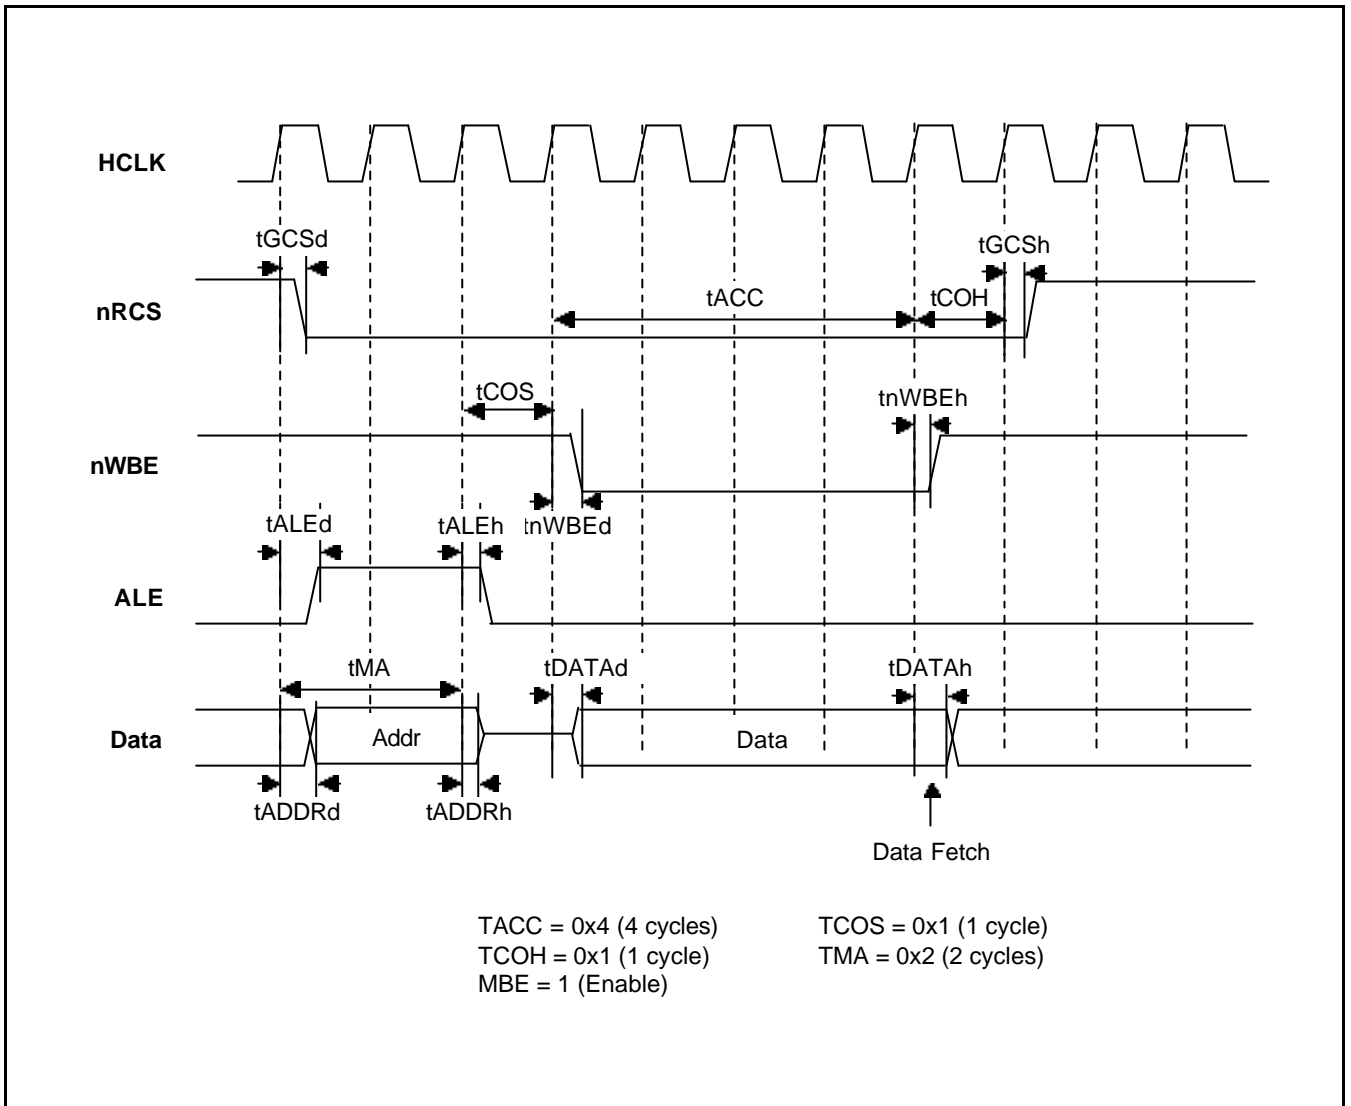 HCLK
tGCSd
tGCSh
nRCS
tACC
tCOH
tCOS
tnWBEh
nWBE
tALEd
tALEh
tnWBEd
ALE
tMA
tDATAd
tDATAh
Data
Addr
Data
tADDRd
tADDRh
Data Fetch
TACC = 0x4 (4 cycles)
TCOS = 0x1 (1 cycle)
TCOH = 0x1 (1 cycle)
TMA = 0x2 (2 cycles)
MBE = 1 (Enable)